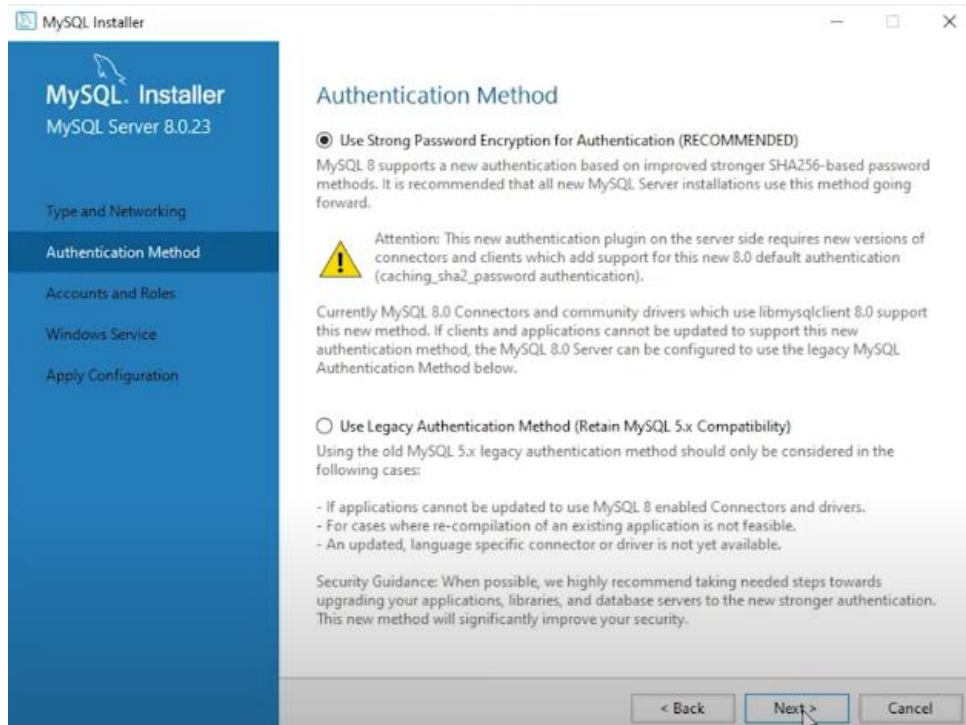 MySQL Installer
MySQL. Installer
MySQL Server 8.0.23
Type and Networking
Authentication Method
Accounts and Roles
Windows Service
Apply Configuration
Authentication Method
Use Strong Password Encryption for Authentication (RECOMMENDED)
MySQL 8 supports a new authentication based on improved stronger SHA256-based password
methods. It is recommended that all new MySQL Server installations use this method going
forward.
Attention: This new authentication plugin on the server side requires new versions of
connectors and clients which add support for this new 8.0 default authentication
(caching_sha2_password authentication).
Currently MySQL 8.0 Connectors and community drivers which use libmysqlclient 8.0 support
this new method. If clients and applications cannot be updated to support this new
authentication method, the MySQL 8.0 Server can be configured to use the legacy MySQL
Authentication Method below.
Use Legacy Authentication Method (Retain MySQL 5.x Compatibility)
Using the old MySQL 5.x legacy authentication method should only be considered in the
following cases:
- If applications cannot be updated to use MySQL 8 enabled Connectors and drivers.
- For cases where re-compilation of an existing application is not feasible.
- An updated, language specific connector or driver is not yet available.
Security Guidance: When possible, we highly recommend taking needed steps towards
upgrading your applications, libraries, and database servers to the new stronger authentication.
This new method will significantly improve your security.
< Back
Next >
Cancel